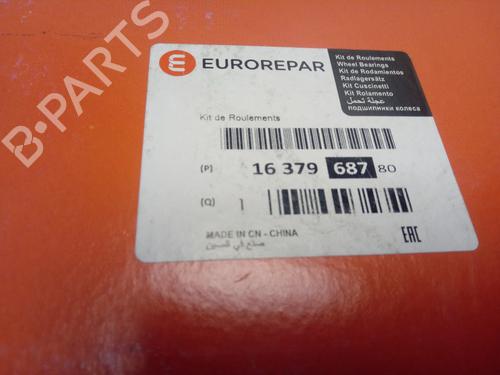 EUROREPAR
Kit de Roulements
Wheel Bearings
Kit de Rodamientos
Radlagersätz
Kit Cuscinetti
Kit Rolamento
عجلة تحمل
подшипники колеса
Kit de Roulements
(P) 16 379 687 80
(Q) 1
MADE IN CN - CHINA
صنع في الصين
EAC
B-PARTS